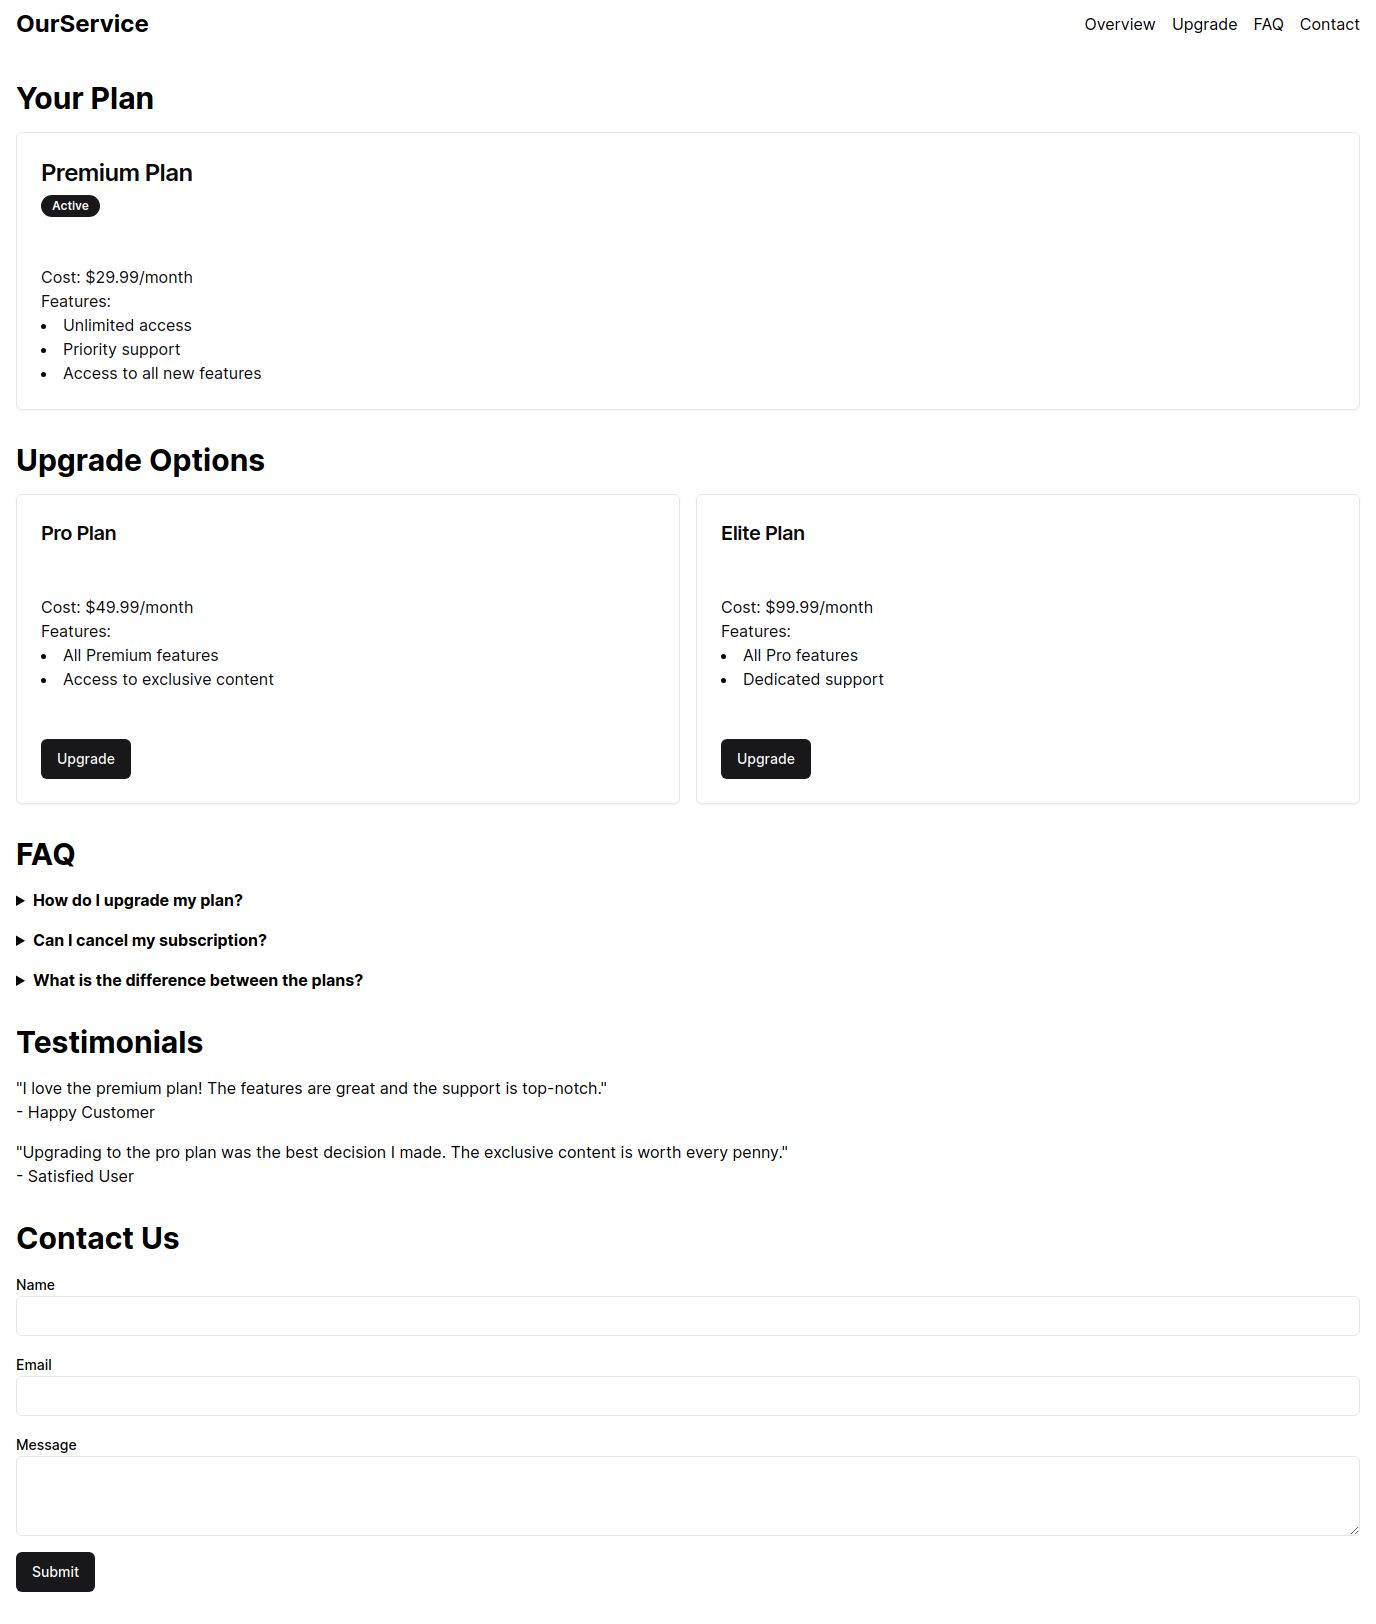 OurService
Overview Upgrade FAQ Contact
Your Plan
Premium Plan
Active
Cost: $29.99/month
Features:
• Unlimited access
• Priority support
• Access to all new features
Upgrade Options
Pro Plan
Cost: $49.99/month
Features:
• All Premium features
• Access to exclusive content
Upgrade
Elite Plan
Cost: $99.99/month
Features:
• All Pro features
• Dedicated support
Upgrade
FAQ
How do I upgrade my plan?
Can I cancel my subscription?
What is the difference between the plans?
Testimonials
"I love the premium plan! The features are great and the support is top-notch."
- Happy Customer
"Upgrading to the pro plan was the best decision I made. The exclusive content is worth every penny."
- Satisfied User
Contact Us
Name
Email
Message
Submit